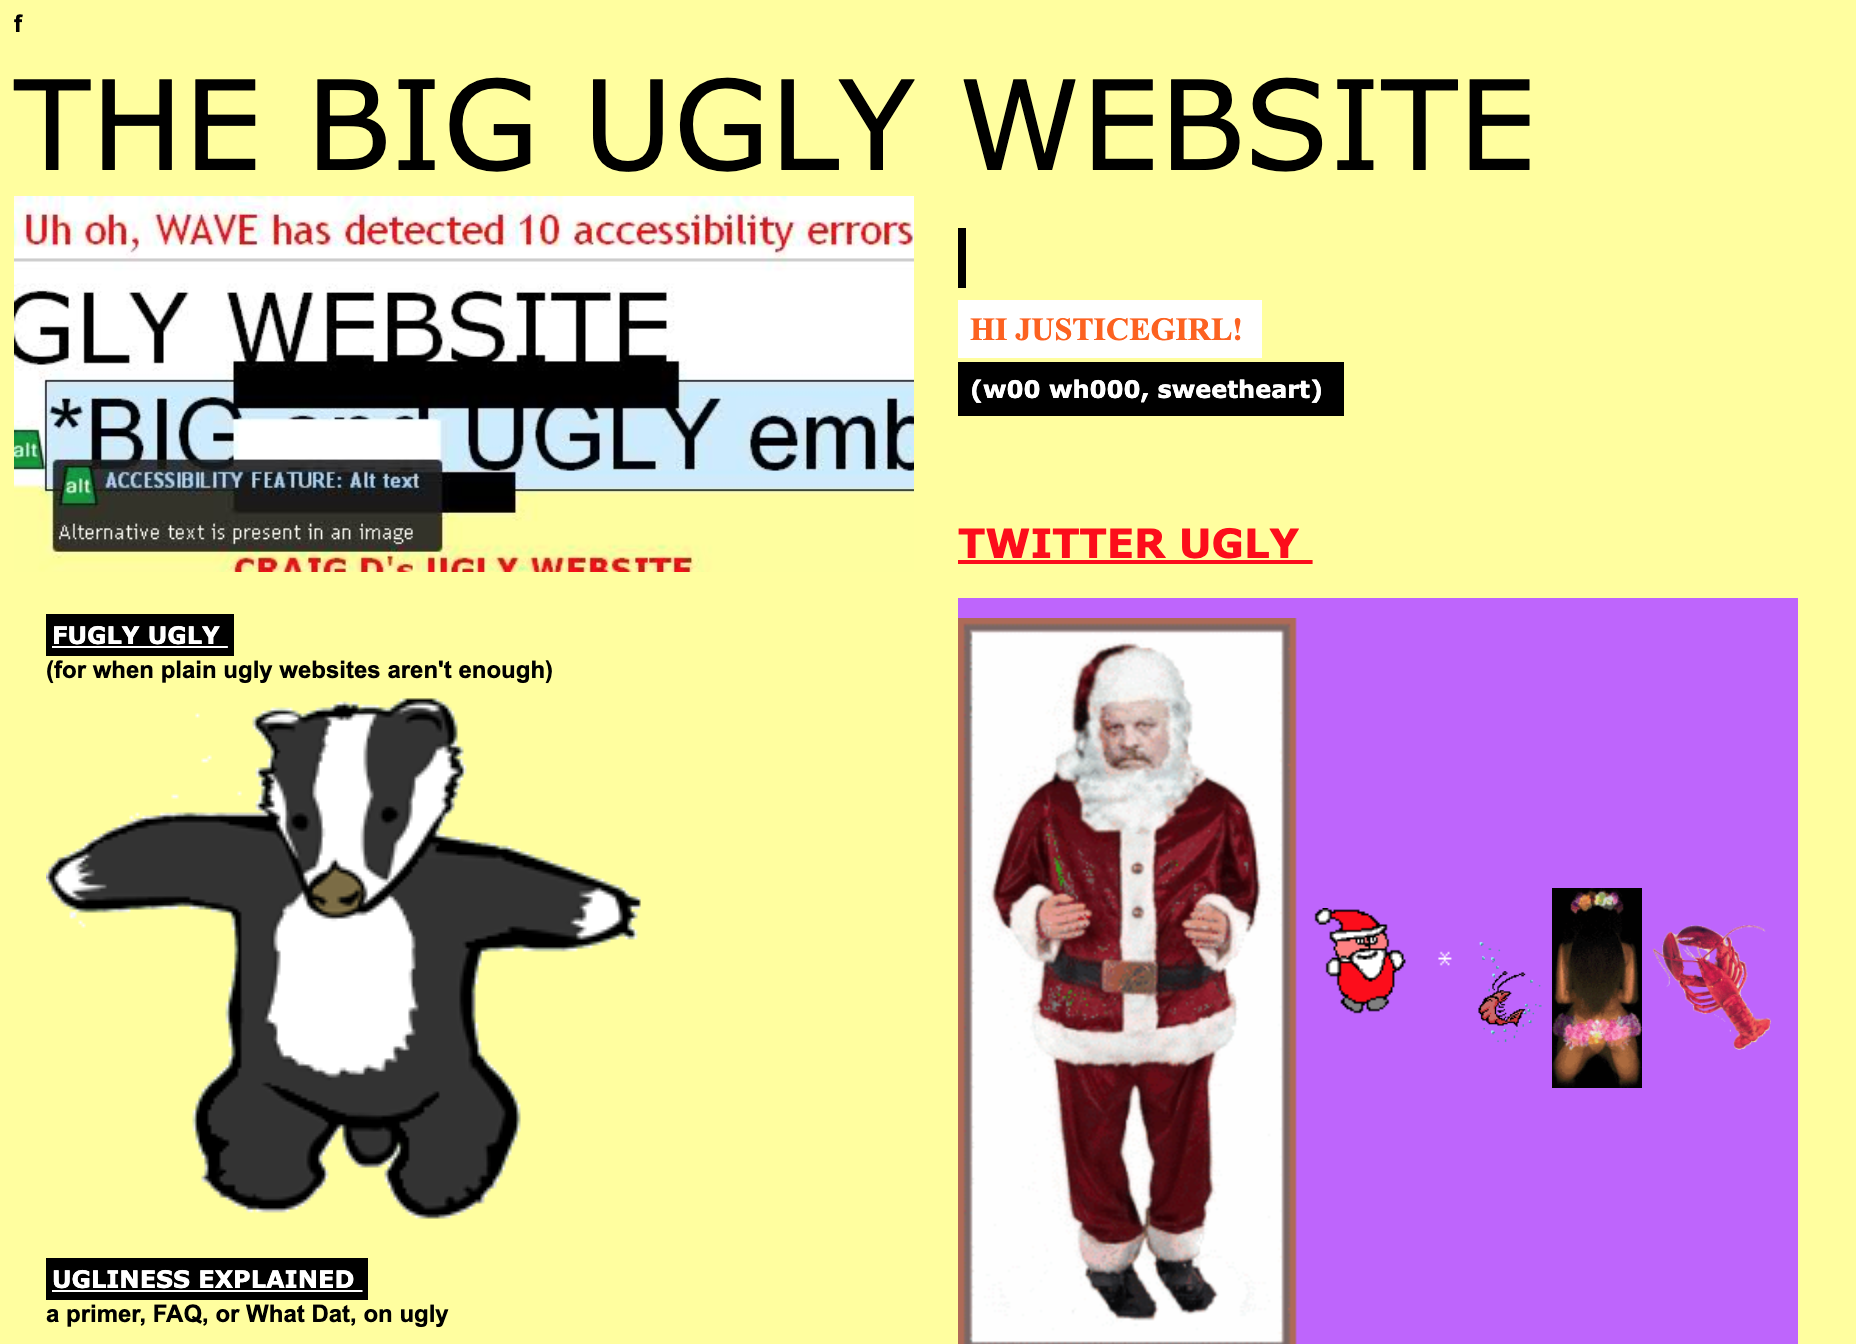 f
THE BIG UGLY WEBSITE
Uh oh, WAVE has detected 10 accessibility errors
GLY WEBSITE
*BIG and UGLY emb
alt
alt ACCESSIBILITY FEATURE: Alt text
Alternative text is present in an image
CRAIG D's UGLY WEBSITE
FUGLY UGLY
(for when plain ugly websites aren't enough)
UGLINESS EXPLAINED
a primer, FAQ, or What Dat, on ugly
HI JUSTICEGIRL!
(w00 wh000, sweetheart)
TWITTER UGLY
*